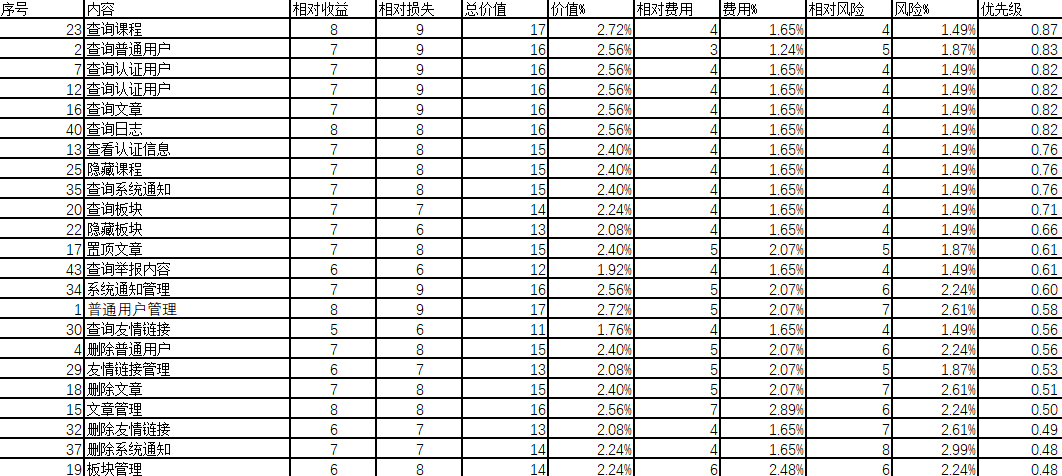 序号 内容 相对收益 相对损失 总价值 价值% 相对费用 费用% 相对风险 风险% 优先级
23 查询课程 8 9 17 2.72% 4 1.65% 4 1.49% 0.87
2 查询普通用户 7 9 16 2.56% 3 1.24% 5 1.87% 0.83
7 查询认证用户 7 9 16 2.56% 4 1.65% 4 1.49% 0.82
12 查询认证用户 7 9 16 2.56% 4 1.65% 4 1.49% 0.82
16 查询文章 7 9 16 2.56% 4 1.65% 4 1.49% 0.82
40 查询日志 8 8 16 2.56% 4 1.65% 4 1.49% 0.82
13 查看认证信息 7 8 15 2.40% 4 1.65% 4 1.49% 0.76
25 隐藏课程 7 8 15 2.40% 4 1.65% 4 1.49% 0.76
35 查询系统通知 7 8 15 2.40% 4 1.65% 4 1.49% 0.76
20 查询板块 7 7 14 2.24% 4 1.65% 4 1.49% 0.71
22 隐藏板块 7 6 13 2.08% 4 1.65% 4 1.49% 0.66
17 置顶文章 7 8 15 2.40% 5 2.07% 5 1.87% 0.61
43 查询举报内容 6 6 12 1.92% 4 1.65% 4 1.49% 0.61
34 系统通知管理 7 9 16 2.56% 5 2.07% 6 2.24% 0.60
1 普通用户管理 8 9 17 2.72% 5 2.07% 7 2.61% 0.58
30 查询友情链接 5 6 11 1.76% 4 1.65% 4 1.49% 0.56
4 删除普通用户 7 8 15 2.40% 5 2.07% 6 2.24% 0.56
29 友情链接管理 6 7 13 2.08% 5 2.07% 5 1.87% 0.53
18 删除文章 7 8 15 2.40% 5 2.07% 7 2.61% 0.51
15 文章管理 8 8 16 2.56% 7 2.89% 6 2.24% 0.50
32 删除友情链接 6 7 13 2.08% 4 1.65% 7 2.61% 0.49
37 删除系统通知 7 7 14 2.24% 4 1.65% 8 2.99% 0.48
19 板块管理 6 8 14 2.24% 6 2.48% 6 2.24% 0.48